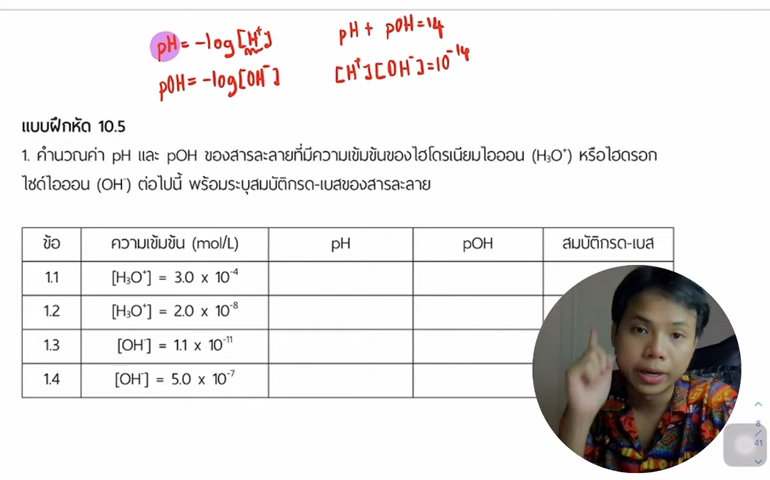 pH = -log[H⁺]
pH + pOH = 14
pOH = -log[OH⁻]
[H⁺][OH⁻] = 10⁻¹⁴
แบบฝึกหัด 10.5
1. คำนวณค่า pH และ pOH ของสารละลายที่มีความเข้มข้นของไฮโดรเนียมไอออน (H₃O⁺) หรือไฮดรอก
ไซด์ไอออน (OH⁻) ต่อไปนี้ พร้อมระบุสมบัติกรด-เบสของสารละลาย
ข้อ ความเข้มข้น (mol/L) pH pOH สมบัติกรด-เบส
1.1 [H₃O⁺] = 3.0 x 10⁻⁴
1.2 [H₃O⁺] = 2.0 x 10⁻⁸
1.3 [OH⁻] = 1.1 x 10⁻¹¹
1.4 [OH⁻] = 5.0 x 10⁻⁷
8
/
41